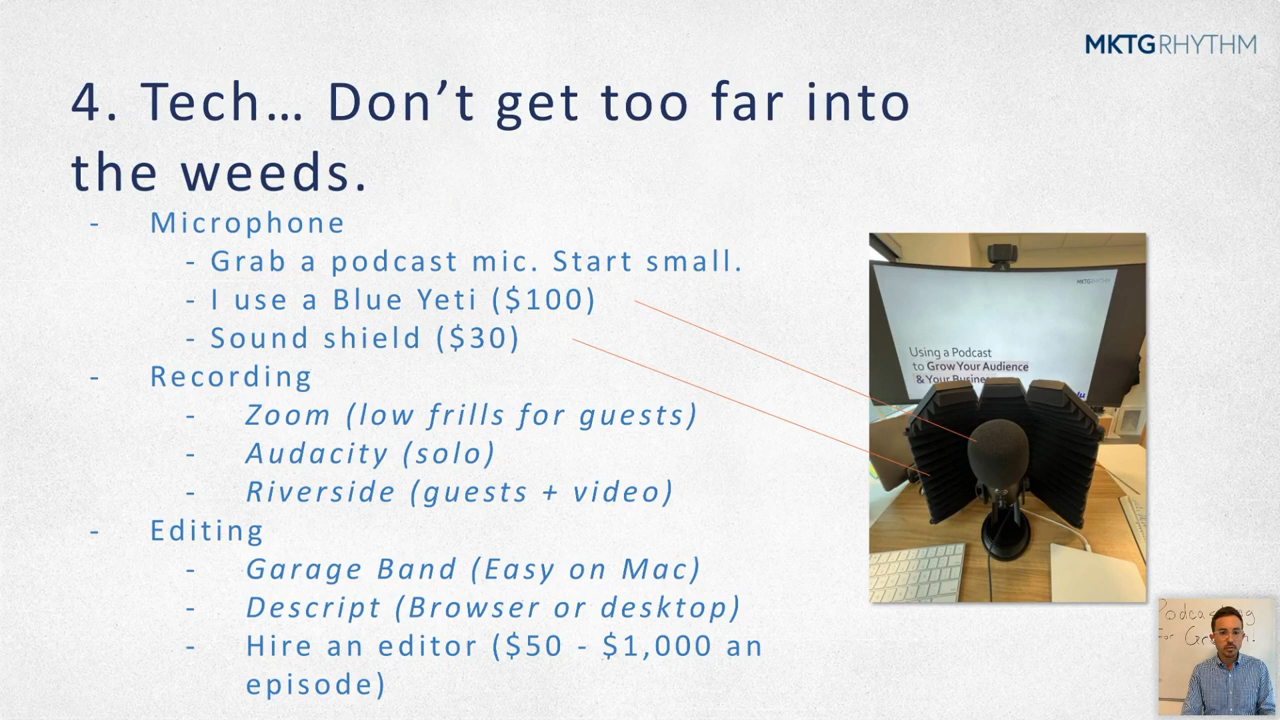 MKTGRHYTHM
4. Tech… Don’t get too far into
the weeds.
- Microphone
- Grab a podcast mic. Start small.
- I use a Blue Yeti ($100)
- Sound shield ($30)
- Recording
- Zoom (low frills for guests)
- Audacity (solo)
- Riverside (guests + video)
- Editing
- Garage Band (Easy on Mac)
- Descript (Browser or desktop)
- Hire an editor ($50 - $1,000 an
episode)
MKTGRHYTHM
Using a Podcast
to Grow Your Audience
& Your
Podcasting
for